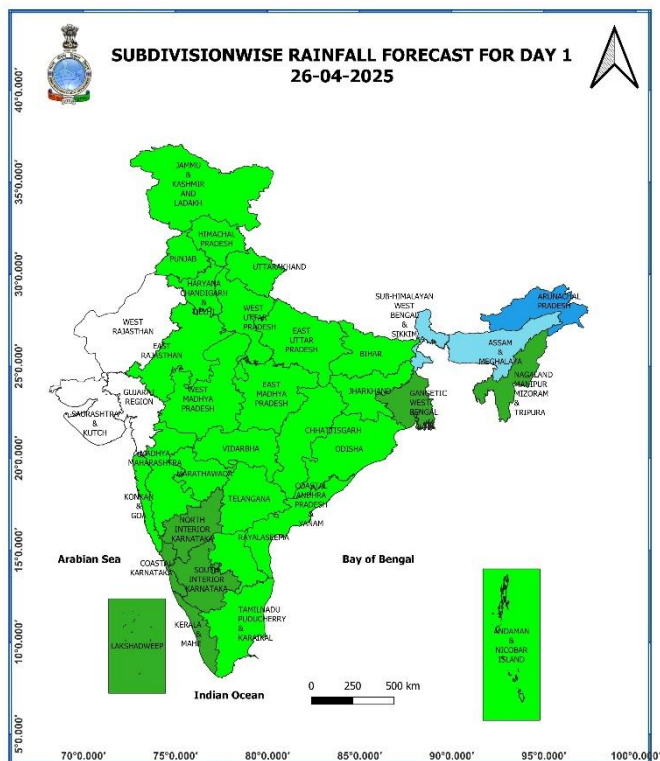 SUBDIVISIONWISE RAINFALL FORECAST FOR DAY 1
26-04-2025
40°0.000'
35°0.000'
30°0.000'
25°0.000'
20°0.000'
15°0.000'
10°0.000'
5°0.000'
JAMMU
&
KASHMIR
AND
LADAKH
HIMACHAL
PRADESH
PUNJAB
UTTARAKHAND
HARYANA
CHANDIGARH
&
DELHI
WEST
UTTAR
PRADESH
SUB-HIMALAYAN
WEST
BENGAL
&
SIKKIM
ARUNACHAL
PRADESH
WEST
RAJASTHAN
EAST
RAJASTHAN
EAST
UTTAR
PRADESH
BIHAR
ASSAM
&
MEGHALAYA
NAGALAND
MANIPUR
MIZORAM
&
TRIPURA
GUJARAT
REGION
SAURASHTRA
&
KUTCH
WEST
MADHYA
PRADESH
EAST
MADHYA
PRADESH
JHARKHAND
GANGETIC
WEST
BENGAL
CHHATTISGARH
ODISHA
VIDARBHA
MADHYA
MAHARASHTRA
MARATHAWADA
KONKAN
&
GOA
TELANGANA
COASTAL
ANDHRA
PRADESH
&
YANAM
NORTH
INTERIOR
KARNATAKA
RAYALASEEMA
Arabian Sea
Bay of Bengal
COASTAL
KARNATAKA
SOUTH
INTERIOR
KARNATAKA
KERALA
&
MAHE
TAMILNADU
PUDUCHERRY
&
KARAIKAL
LAKSHADWEEP
ANDAMAN
&
NICOBAR
ISLAND
Indian Ocean
0 250 500 km
70°0.000' 75°0.000' 80°0.000' 85°0.000' 90°0.000' 95°0.000' 100°0.000'